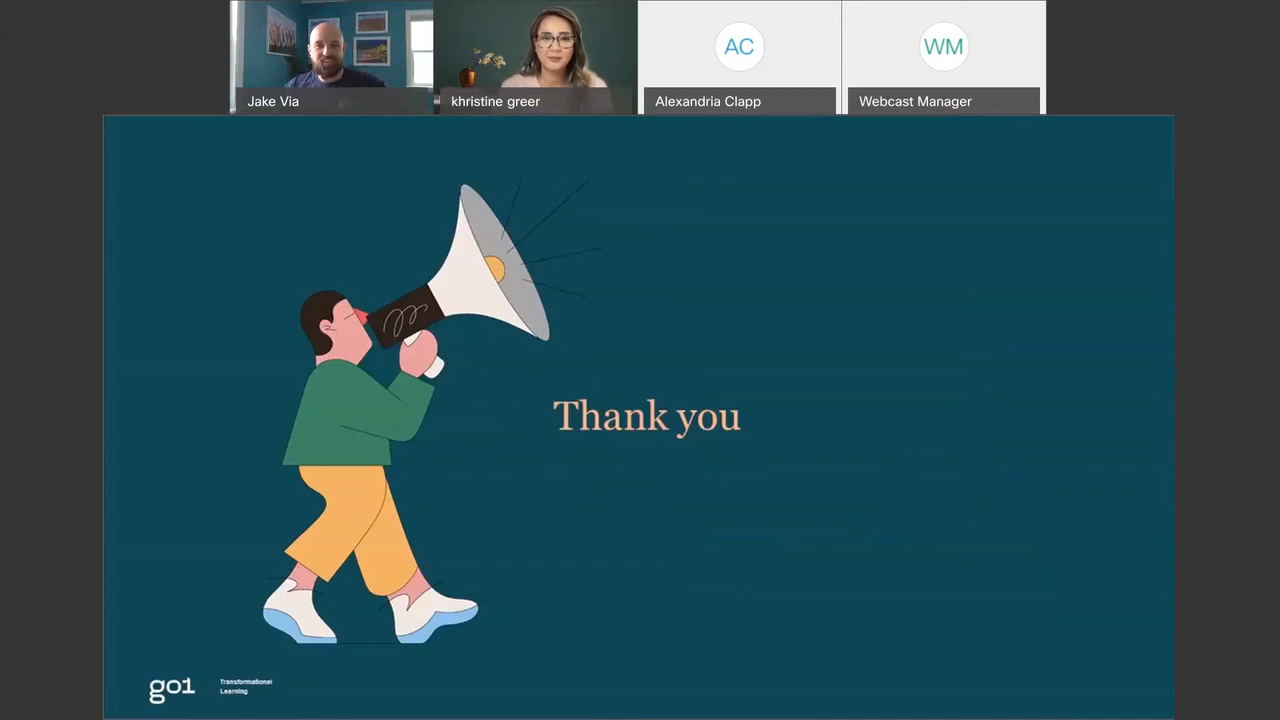 Jake Via
khristine greer
AC
Alexandria Clapp
WM
Webcast Manager
Thank you
go1
Transformational
Learning